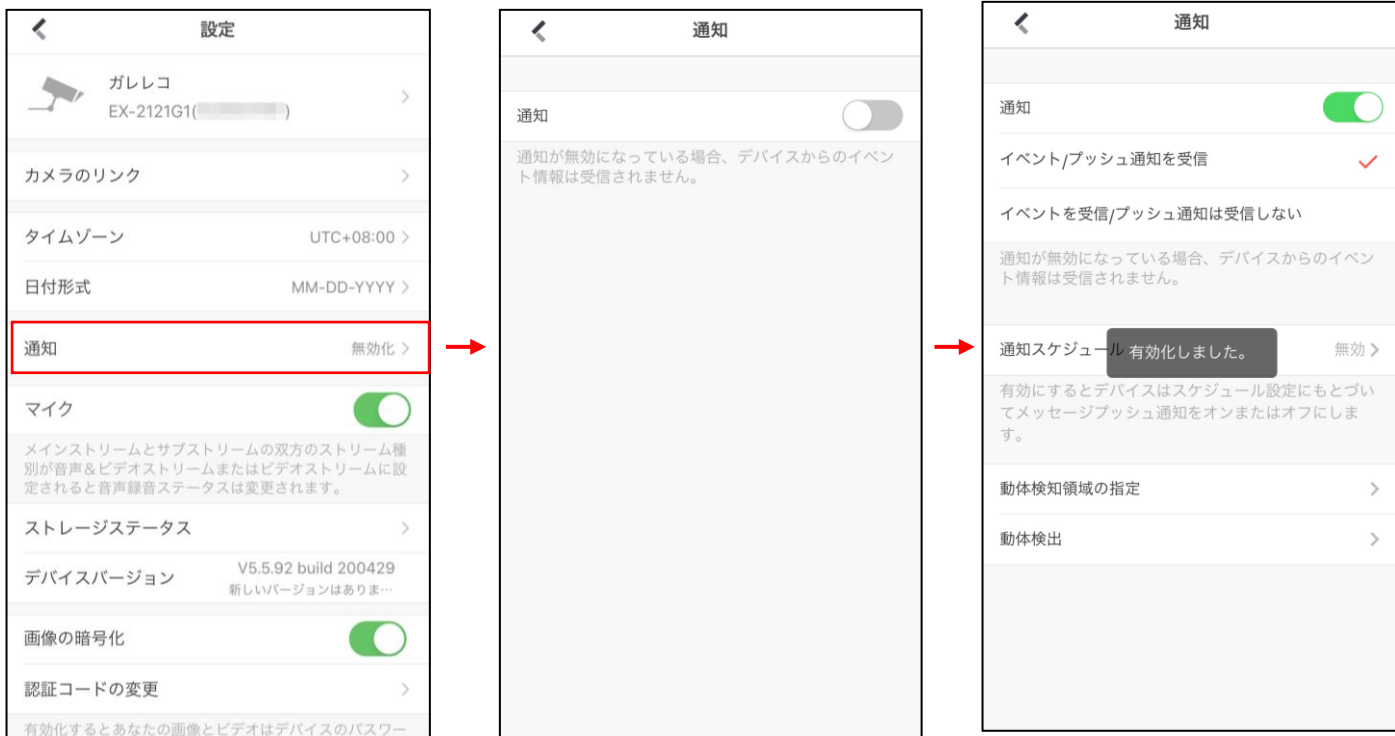 設定
ガレレコ
EX-2121G1( )
カメラのリンク
タイムゾーン UTC+08:00
日付形式 MM-DD-YYYY
通知 無効化
マイク
メインストリームとサブストリームの双方のストリーム種
別が音声&ビデオストリームまたはビデオストリームに設
定されると音声録音ステータスは変更されます。
ストレージステータス
デバイスバージョン V5.5.92 build 200429
新しいバージョンはありま…
画像の暗号化
認証コードの変更
有効化するとあなたの画像とビデオはデバイスのパスワー
通知
通知
通知が無効になっている場合、デバイスからのイベン
ト情報は受信されません。
通知
通知
イベント/プッシュ通知を受信
イベントを受信/プッシュ通知は受信しない
通知が無効になっている場合、デバイスからのイベン
ト情報は受信されません。
通知スケジュール 無効
有効化しました。
有効にするとデバイスはスケジュール設定にもとづい
てメッセージプッシュ通知をオンまたはオフにしま
す。
動体検知領域の指定
動体検出